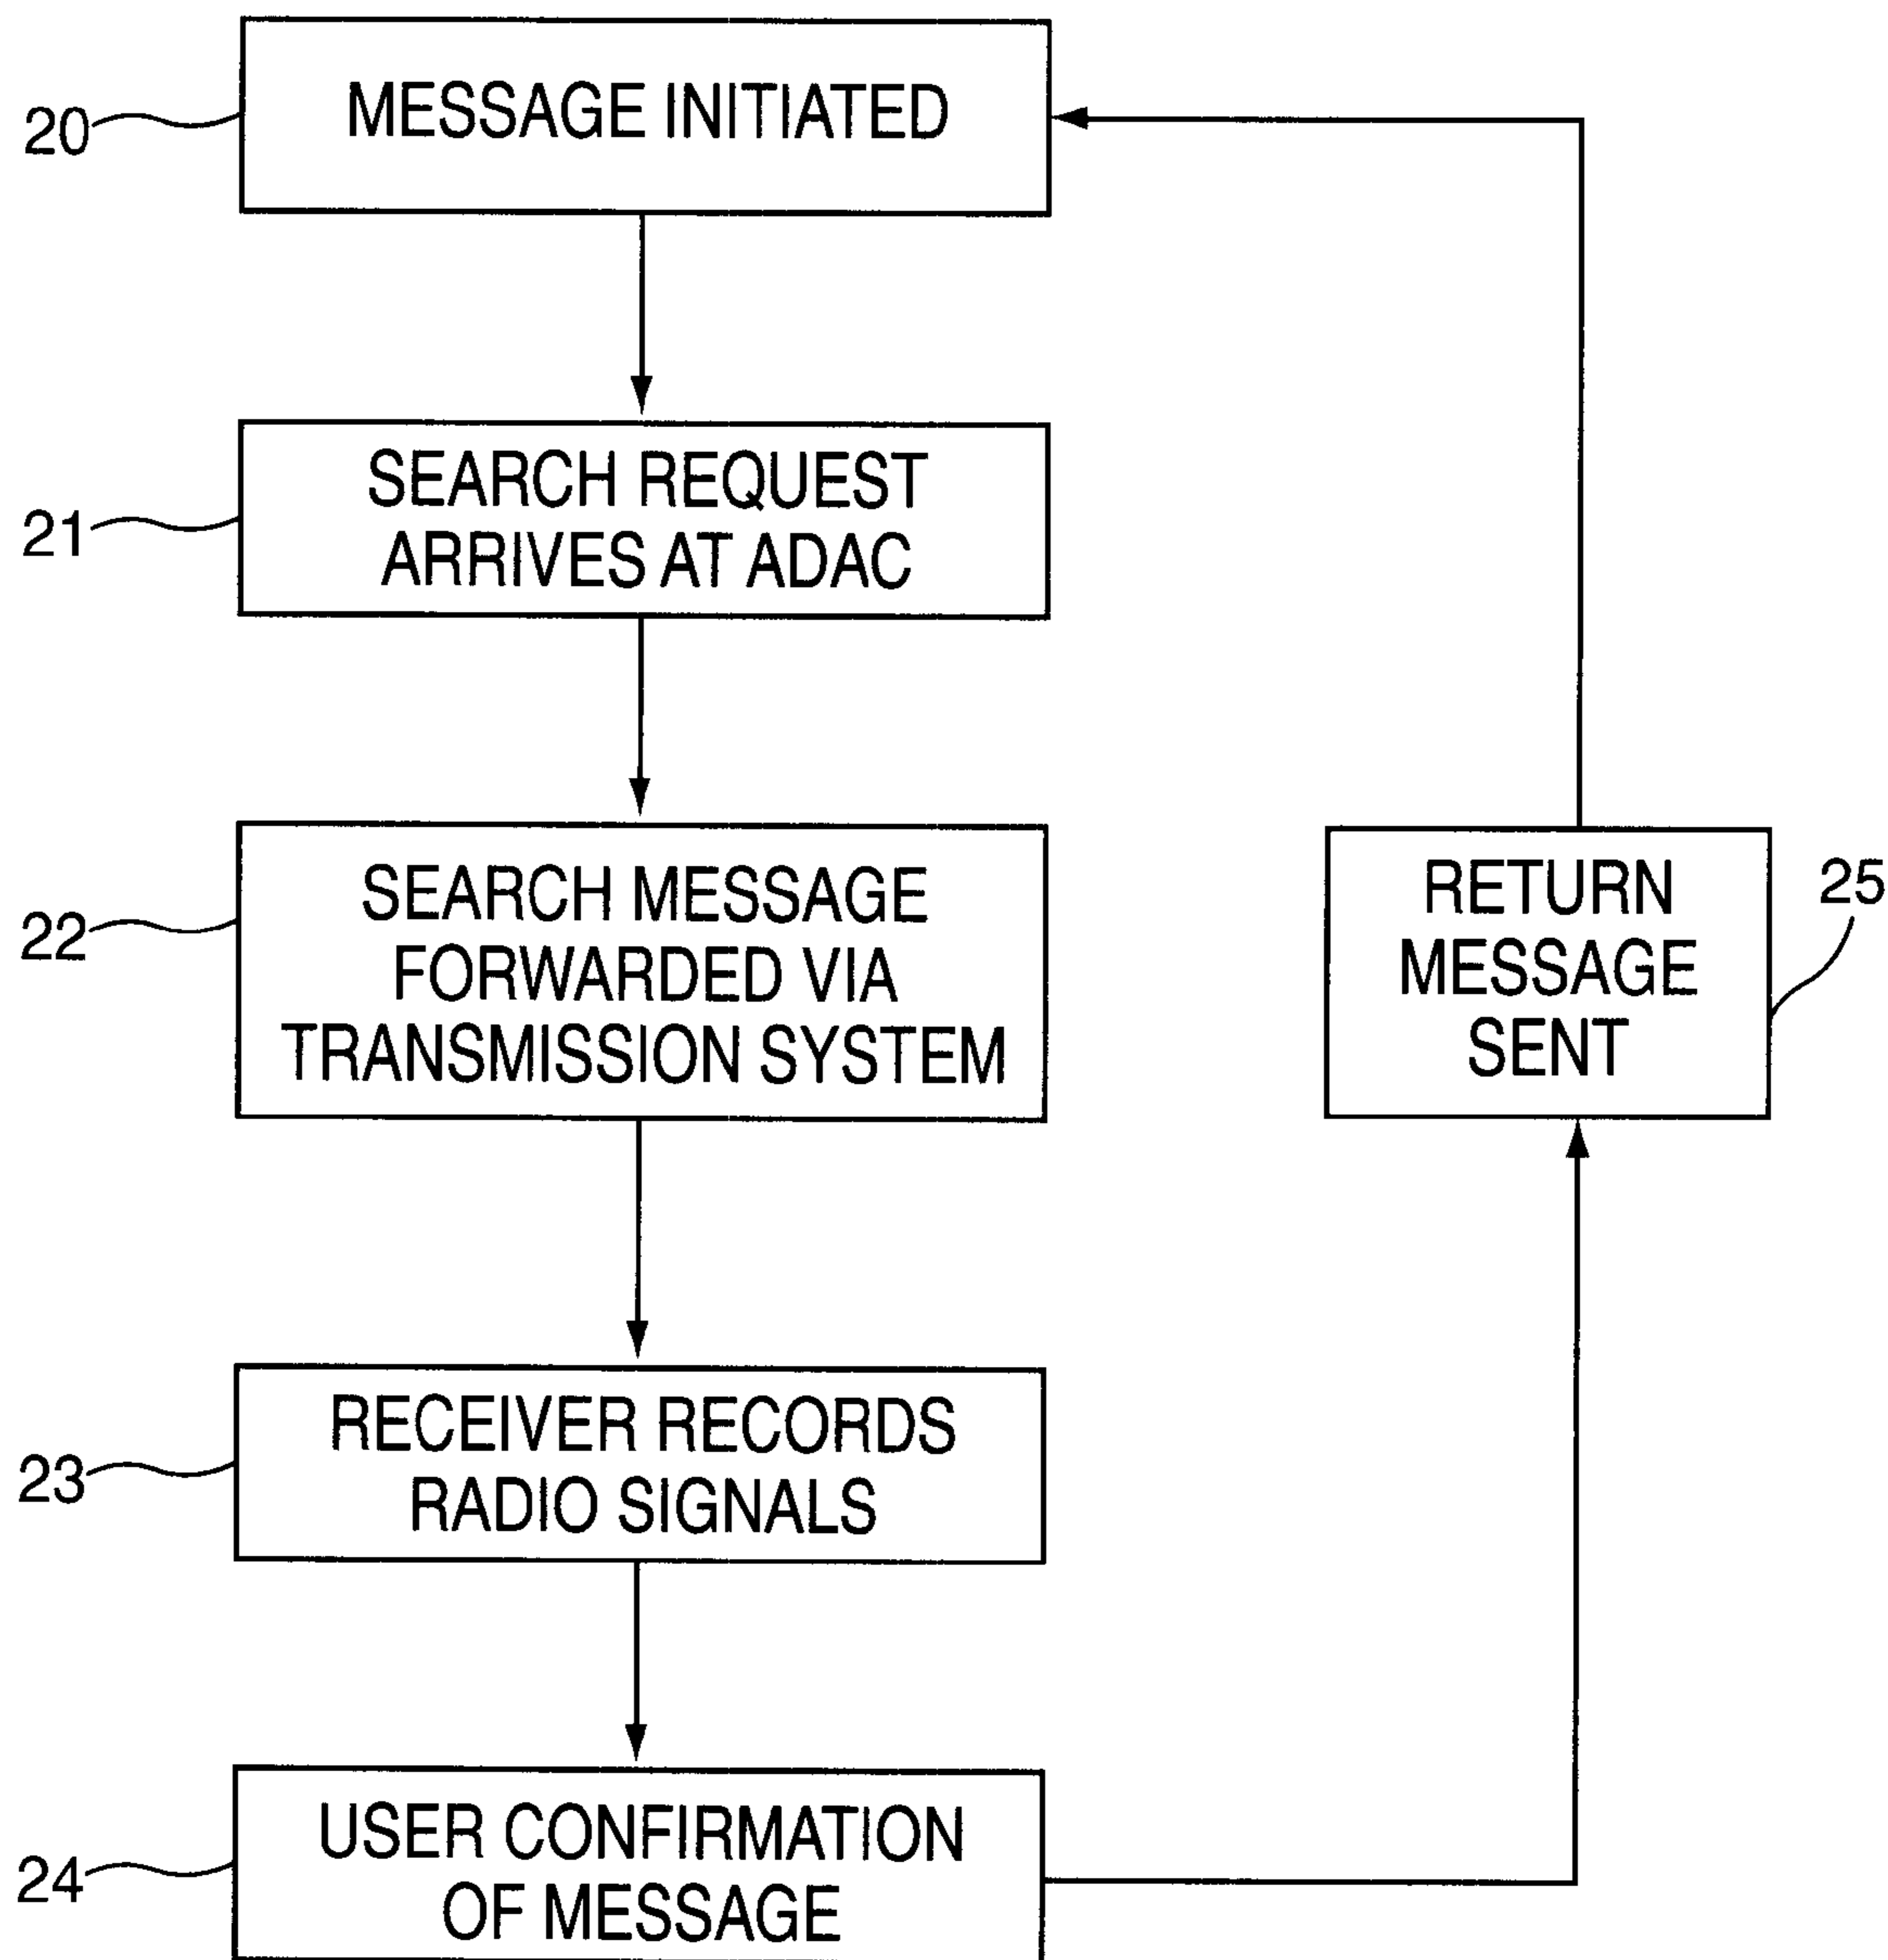 20
MESSAGE INITIATED
21
SEARCH REQUEST
ARRIVES AT ADAC
22
SEARCH MESSAGE
FORWARDED VIA
TRANSMISSION SYSTEM
RETURN
MESSAGE
SENT
25
23
RECEIVER RECORDS
RADIO SIGNALS
24
USER CONFIRMATION
OF MESSAGE